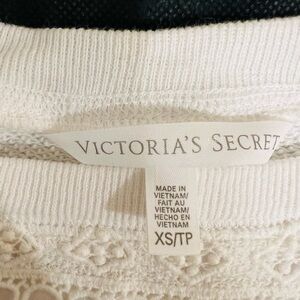 VICTORIA'S SECRET
MADE IN
VIETNAM/
FAIT AU
VIETNAM/
HECHO EN
VIETNAM
XS/TP